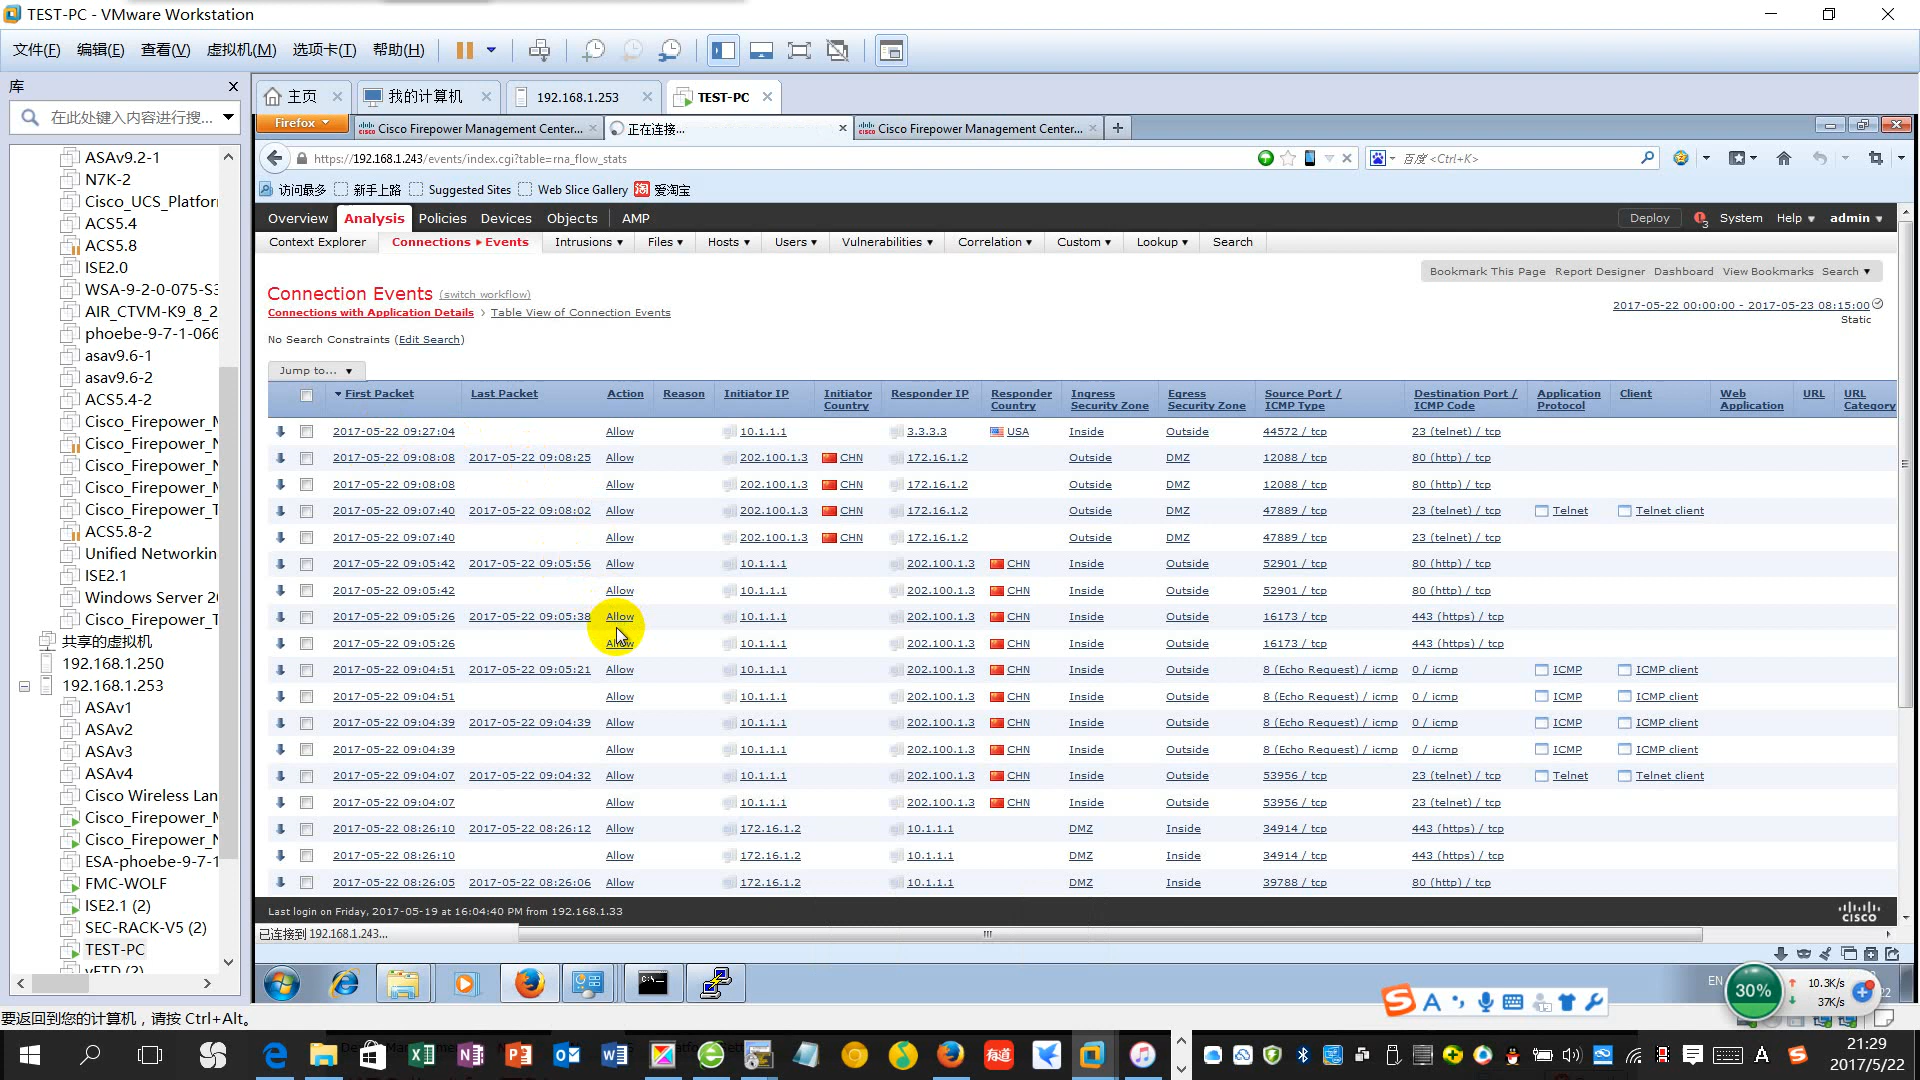 TEST-PC - VMware Workstation
文件(F) 编辑(E) 查看(V) 虚拟机(M) 选项卡(T) 帮助(H)
库
在此处键入内容进行搜...
主页 我的计算机 192.168.1.253 TEST-PC
Firefox Cisco Firepower Management Center... 正在连接... Cisco Firepower Management Center...
https://192.168.1.243/events/index.cgi?table=rna_flow_stats 百度 <Ctrl+K>
访问最多 新手上路 Suggested Sites Web Slice Gallery 爱淘宝
Overview Analysis Policies Devices Objects AMP Deploy 3 System Help admin
Context Explorer Connections Events Intrusions Files Hosts Users Vulnerabilities Correlation Custom Lookup Search
Bookmark This Page Report Designer Dashboard View Bookmarks Search
Connection Events (switch workflow)
2017-05-22 00:00:00 - 2017-05-23 08:15:00
Static
Connections with Application Details > Table View of Connection Events
No Search Constraints (Edit Search)
Jump to...
First Packet Last Packet Action Reason Initiator IP Initiator Country Responder IP Responder Country Ingress Security Zone Egress Security Zone Source Port / ICMP Type Destination Port / ICMP Code Application Protocol Client Web Application URL URL Category
2017-05-22 09:27:04 Allow 10.1.1.1 3.3.3.3 USA Inside Outside 44572 / tcp 23 (telnet) / tcp
2017-05-22 09:08:08 2017-05-22 09:08:25 Allow 202.100.1.3 CHN 172.16.1.2 Outside DMZ 12088 / tcp 80 (http) / tcp
2017-05-22 09:08:08 Allow 202.100.1.3 CHN 172.16.1.2 Outside DMZ 12088 / tcp 80 (http) / tcp
2017-05-22 09:07:40 2017-05-22 09:08:02 Allow 202.100.1.3 CHN 172.16.1.2 Outside DMZ 47889 / tcp 23 (telnet) / tcp Telnet Telnet client
2017-05-22 09:07:40 Allow 202.100.1.3 CHN 172.16.1.2 Outside DMZ 47889 / tcp 23 (telnet) / tcp
2017-05-22 09:05:42 2017-05-22 09:05:56 Allow 10.1.1.1 202.100.1.3 CHN Inside Outside 52901 / tcp 80 (http) / tcp
2017-05-22 09:05:42 Allow 10.1.1.1 202.100.1.3 CHN Inside Outside 52901 / tcp 80 (http) / tcp
2017-05-22 09:05:26 2017-05-22 09:05:38 Allow 10.1.1.1 202.100.1.3 CHN Inside Outside 16173 / tcp 443 (https) / tcp
2017-05-22 09:05:26 Allow 10.1.1.1 202.100.1.3 CHN Inside Outside 16173 / tcp 443 (https) / tcp
2017-05-22 09:04:51 2017-05-22 09:05:21 Allow 10.1.1.1 202.100.1.3 CHN Inside Outside 8 (Echo Request) / icmp 0 / icmp ICMP ICMP client
2017-05-22 09:04:51 Allow 10.1.1.1 202.100.1.3 CHN Inside Outside 8 (Echo Request) / icmp 0 / icmp ICMP ICMP client
2017-05-22 09:04:39 2017-05-22 09:04:39 Allow 10.1.1.1 202.100.1.3 CHN Inside Outside 8 (Echo Request) / icmp 0 / icmp ICMP ICMP client
2017-05-22 09:04:39 Allow 10.1.1.1 202.100.1.3 CHN Inside Outside 8 (Echo Request) / icmp 0 / icmp ICMP ICMP client
2017-05-22 09:04:07 2017-05-22 09:04:32 Allow 10.1.1.1 202.100.1.3 CHN Inside Outside 53956 / tcp 23 (telnet) / tcp Telnet Telnet client
2017-05-22 09:04:07 Allow 10.1.1.1 202.100.1.3 CHN Inside Outside 53956 / tcp 23 (telnet) / tcp
2017-05-22 08:26:10 2017-05-22 08:26:12 Allow 172.16.1.2 10.1.1.1 DMZ Inside 34914 / tcp 443 (https) / tcp
2017-05-22 08:26:10 Allow 172.16.1.2 10.1.1.1 DMZ Inside 34914 / tcp 443 (https) / tcp
2017-05-22 08:26:05 2017-05-22 08:26:06 Allow 172.16.1.2 10.1.1.1 DMZ Inside 39788 / tcp 80 (http) / tcp
Last login on Friday, 2017-05-19 at 16:04:40 PM from 192.168.1.33
cisco
已连接到 192.168.1.243...
ASAv9.2-1
N7K-2
Cisco_UCS_Platfor
ACS5.4
ACS5.8
ISE2.0
WSA-9-2-0-075-S3
AIR_CTVM-K9_8_2
phoebe-9-7-1-066
asav9.6-1
asav9.6-2
ACS5.4-2
Cisco_Firepower_M
Cisco_Firepower_N
Cisco_Firepower_N
Cisco_Firepower_M
Cisco_Firepower_T
ACS5.8-2
Unified Networkin
ISE2.1
Windows Server 20
Cisco_Firepower_T
共享的虚拟机
192.168.1.250
192.168.1.253
ASAv1
ASAv2
ASAv3
ASAv4
Cisco Wireless Lan
Cisco_Firepower_M
Cisco_Firepower_N
ESA-phoebe-9-7-1
FMC-WOLF
ISE2.1 (2)
SEC-RACK-V5 (2)
TEST-PC
vFTD (2)
EN
30% 10.3K/s
37K/s
要返回到您的计算机，请按 Ctrl+Alt。
有道
21:29
2017/5/22